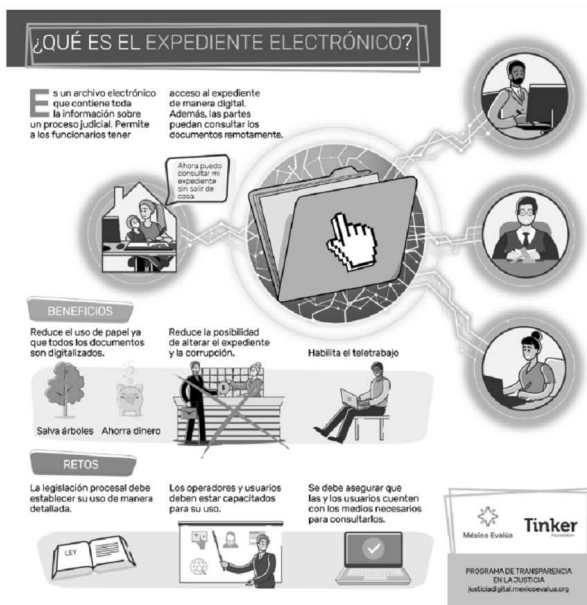 ¿QUÉ ES EL EXPEDIENTE ELECTRÓNICO?
Es un archivo electrónico
que contiene toda
la información sobre
un proceso judicial. Permite
a los funcionarios tener
acceso al expediente
de manera digital.
Además, las partes
puedan consultar los
documentos remotamente.
Ahora puedo
consultar mi
expediente
sin salir de
casa.
BENEFICIOS
Reduce el uso de papel ya
que todos los documentos
son digitalizados.
Salva árboles
Ahorra dinero
Reduce la posibilidad
de alterar el expediente
y la corrupción.
Habilita el teletrabajo
RETOS
La legislación procesal debe
establecer su uso de manera
detallada.
LEY
Los operadores y usuarios
deben estar capacitados
para su uso.
Se debe asegurar que
las y los usuarios cuenten
con los medios necesarios
para consultarlos.
México Evalúa
Tinker
Foundation
PROGRAMA DE TRANSPARENCIA
EN LA JUSTICIA
justiciadigital.mexicoevalua.org